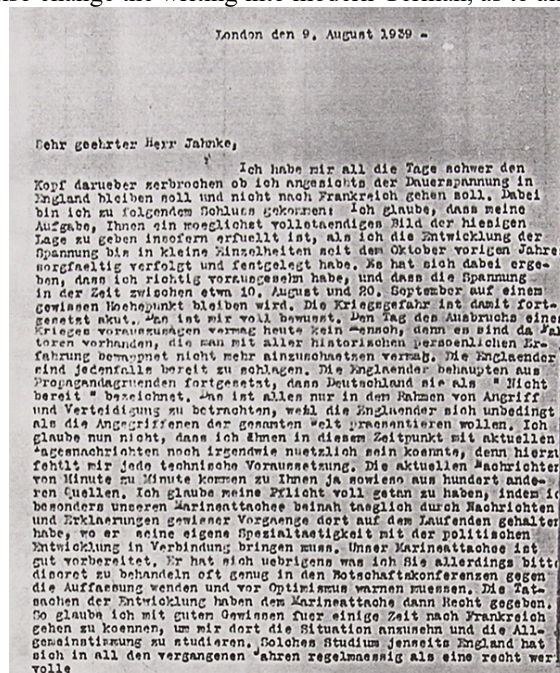 London den 9. August 1939 -
Sehr geehrter Herr Jahnke,
Ich habe mir all die Tage schwer den
Kopf darueber zerbrochen ob ich angesichts der Dauerspannung in
England bleiben soll und nicht nach Frankreich gehen soll. Dabei
bin ich zu folgendem Schluss gekommen: Ich glaube, dass meine
Aufgabe, Ihnen ein moeglichst vollstaendiges Bild der hiesigen
Lage zu geben insofern erfuellt ist, als ich die Entwicklung der
Spannung bis in kleine Einzelheiten seit dem Oktober vorigen Jahres
sorgfaeltig verfolgt und festgelegt habe. Es hat sich dabei erge-
ben, dass ich richtig vorausgesehn habe, und dass die Spannung
in der Zeit zwischen etwa 10. August und 20. September auf einem
gewissen Hoehepunkt bleiben wird. Die Kriegsgefahr ist damit fort-
gesetzt akut. Das ist mir voll bewusst. Den Tag des Ausbruchs eines
Krieges vorauszusagen vermag heute kein Mensch, denn es sind da
toren vorhanden, die man mit aller historischen persoenlichen Er-
fahrung bewappnet nicht mehr einzuschaetzen vermag. Die Englaender
sind jedenfalls bereit zu schlagen. Die Englaender behaupten aus
Propagandagruenden fortgesetzt, dass Deutschland sie als " Nicht
bereit " bezeichnet. Das ist alles nur in dem Rahmen von Angriff
und Verteidigung zu betrachten, weil die Englaender sich unbedingt
als die Angegriffenen der gesamten Welt praesentieren wollen. Ich
glaube nun nicht, dass ich Ihnen in diesem Zeitpunkt mit aktuellen
Tagesnachrichten noch irgendwie nuetzlich sein koennte, denn hierzu
fehlt mir jede technische Voraussetzung. Die aktuellen Nachrichten
von Minute zu Minute kommen zu Ihnen ja sowieso aus hundert ande-
ren Quellen. Ich glaube meine Pflicht voll getan zu haben, indem ich
besonders unseren Marineattachee beinah taeglich durch Nachrichten
und Erklaerungen gewisser Vorgaenge dort auf dem Laufenden gehalten
habe, wo er seine eigene Spezialtaetigkeit mit der politischen
Entwicklung in Verbindung bringen muss. Unser Marineattachee ist
gut vorbereitet. Er hat sich uebrigens was ich Sie allerdings bitte
discret zu behandeln oft genug in den Botschaftskonferenzen gegen
die Auffassung wenden und vor Optimismus warnen muessen. Die Tat-
sachen der Entwicklung haben dem Marineattache dann Recht gegeben.
So glaube ich mit guten Gewissen fuer einige Zeit nach Frankreich
gehen zu koennen, um mir dort die Situation anzusehn und die All-
gemeinstimmung zu studieren. Solches Studium jenseits England hat
sich in all den vergangenen Jahren regelmaessig als eine recht wert
volle